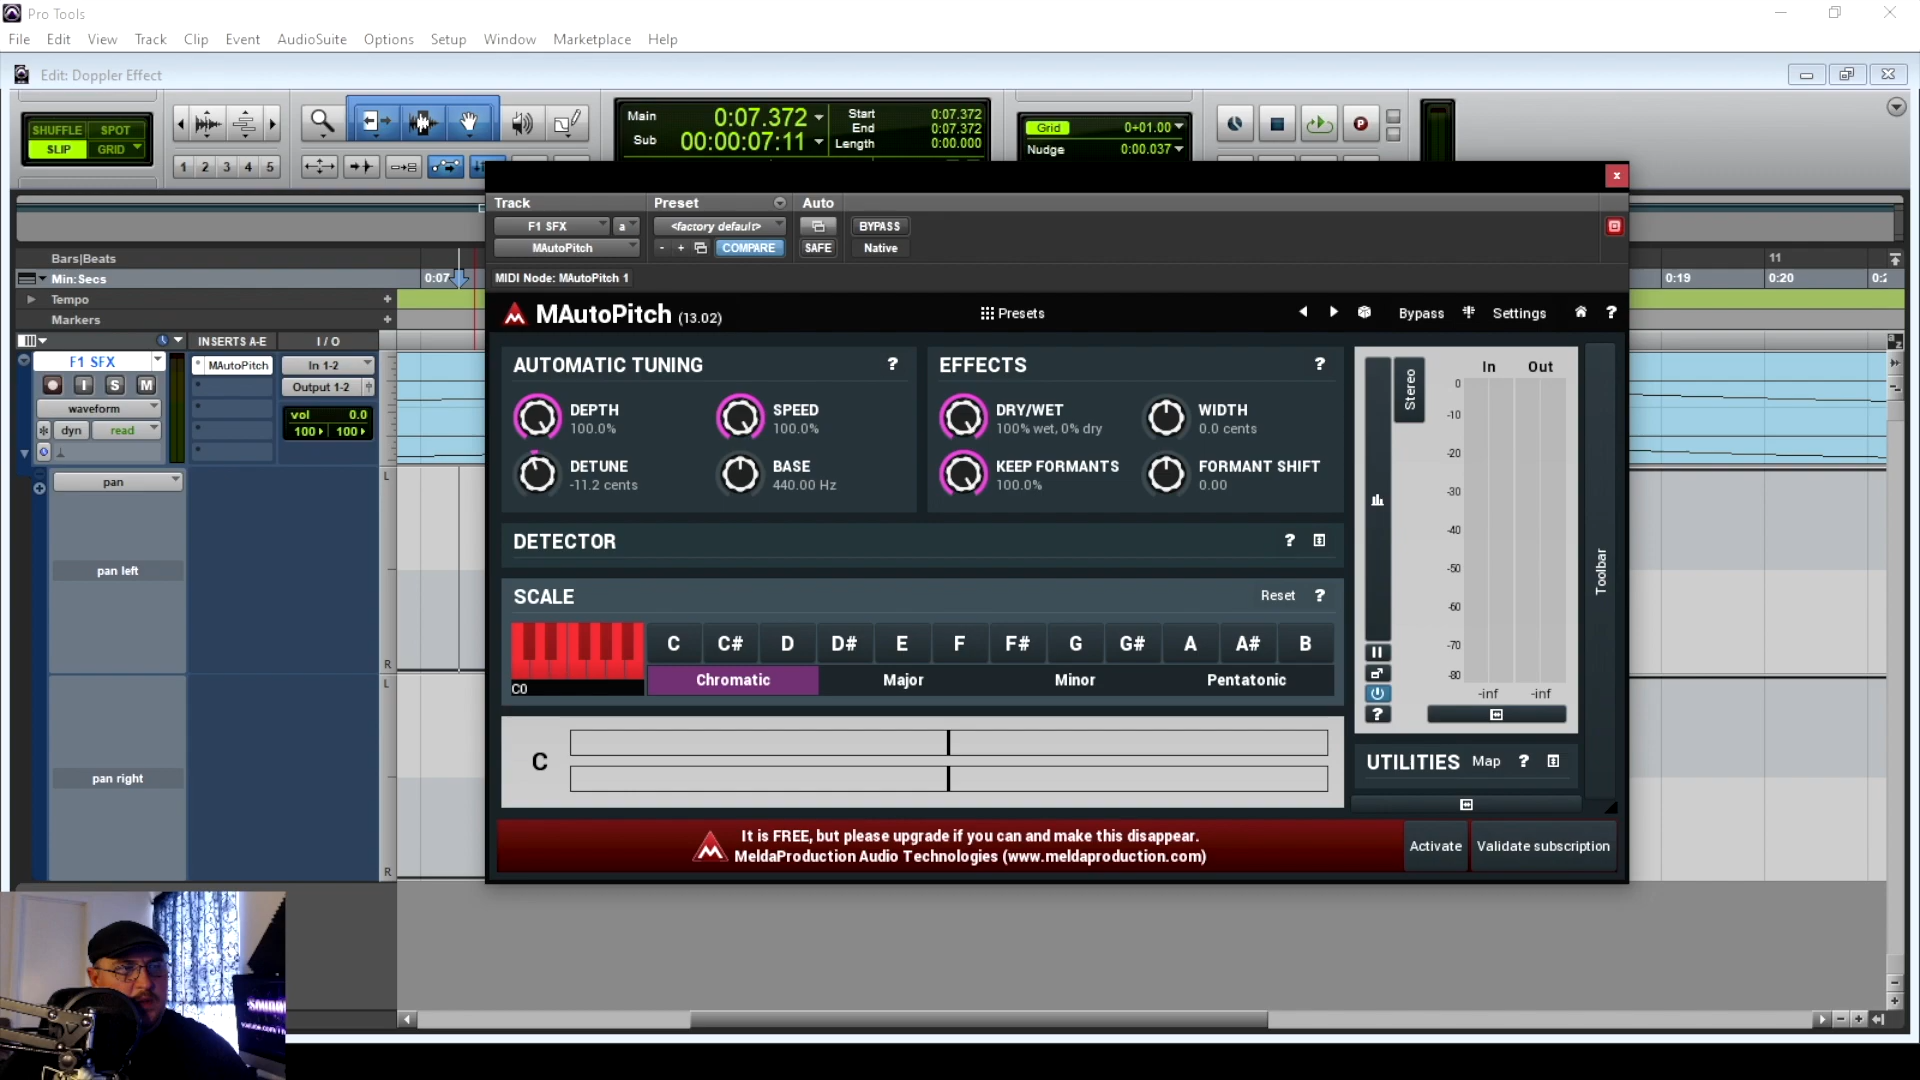 Pro Tools
File Edit View Track Clip Event AudioSuite Options Setup Window Marketplace Help
Edit: Doppler Effect
SHUFFLE SPOT
SLIP GRID
1 2 3 4 5
Main 0:07.372
Sub 00:00:07:11
Start 0:07.372
End 0:07.372
Length 0:00.000
Grid 0+01.00
Nudge 0:00.037
Track Preset Auto
F1 SFX a <factory default> BYPASS
MAutoPitch - + COMPARE SAFE Native
MIDI Node: MAutoPitch 1
Bars|Beats 11
Min:Secs 0:07 0:19 0:20
Tempo
Markers
INSERTS A-E I / O
F1 SFX MAutoPitch In 1-2
I S M Output 1-2
waveform
vol 0.0
dyn read 100 100
pan
L
pan left
R
L
pan right
R
MAutoPitch (13.02) Presets Bypass Settings ?
AUTOMATIC TUNING ?
DEPTH
100.0%
SPEED
100.0%
DETUNE
-11.2 cents
BASE
440.00 Hz
EFFECTS ?
DRY/WET
100% wet, 0% dry
WIDTH
0.0 cents
KEEP FORMANTS
100.0%
FORMANT SHIFT
0.00
DETECTOR ?
SCALE Reset ?
C C# D D# E F F# G G# A A# B
C0
Chromatic Major Minor Pentatonic
C
Stereo
In Out
0
-10
-20
-30
-40
-50
-60
-70
-80
-inf -inf
?
Toolbar
UTILITIES Map ?
It is FREE, but please upgrade if you can and make this disappear.
MeldaProduction Audio Technologies (www.meldaproduction.com)
Activate Validate subscription